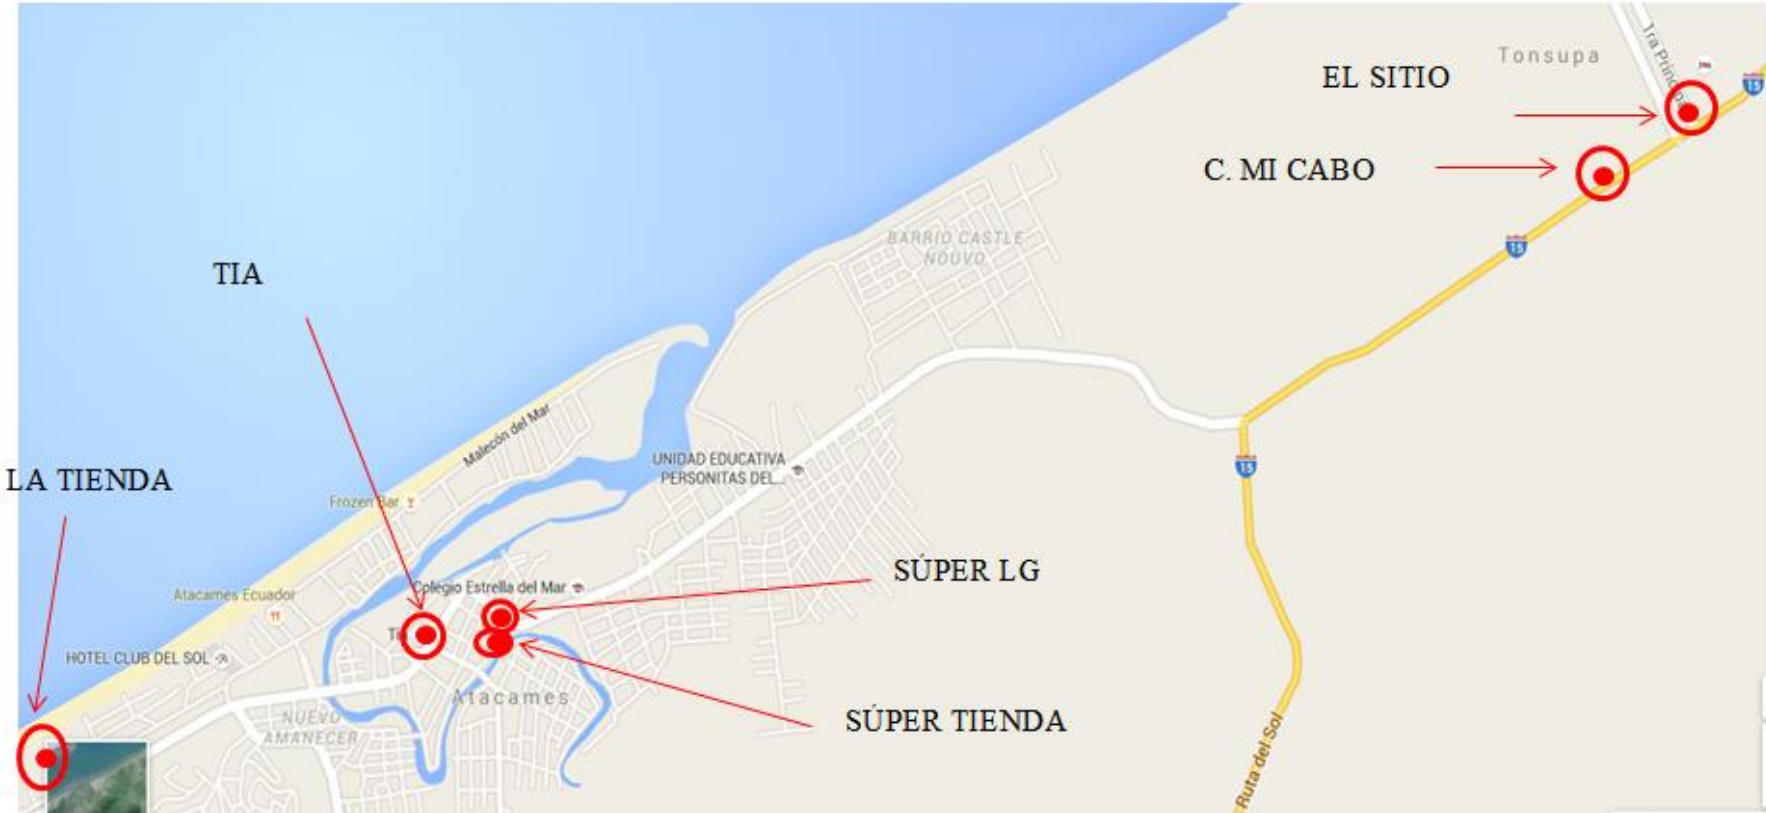 Tonsupa
EL SITIO
15
C. MI CABO
15
BARRIO CASTLE
NOUVO
TIA
Malecón del Mar
UNIDAD EDUCATIVA
PERSONITAS DEL...
15
LA TIENDA
Frozen Bar
SÚPER LG
Colegio Estrella del Mar
Atacames Ecuador
HOTEL CLUB DEL SOL
Atacames
NUEVO
AMANECER
SÚPER TIENDA
Ruta del Sol